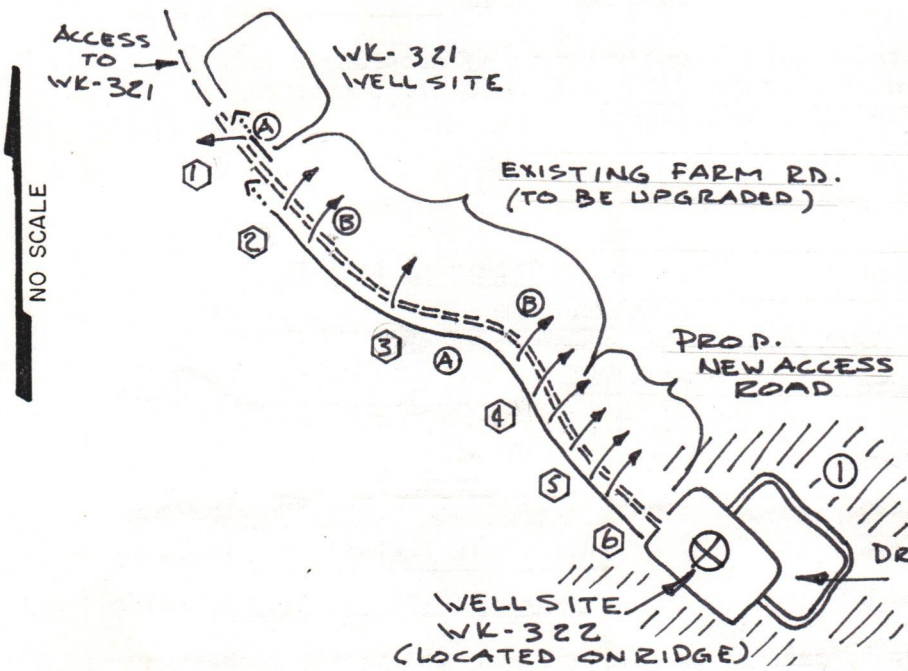 ACCESS
TO
WK-321
WK-321
WELL SITE
NO SCALE
A
1
EXISTING FARM RD.
(TO BE UPGRADED)
B
2
B
3
A
PROP.
NEW ACCESS
ROAD
4
1
5
6
DR
WELL SITE
WK-322
(LOCATED ON RIDGE)